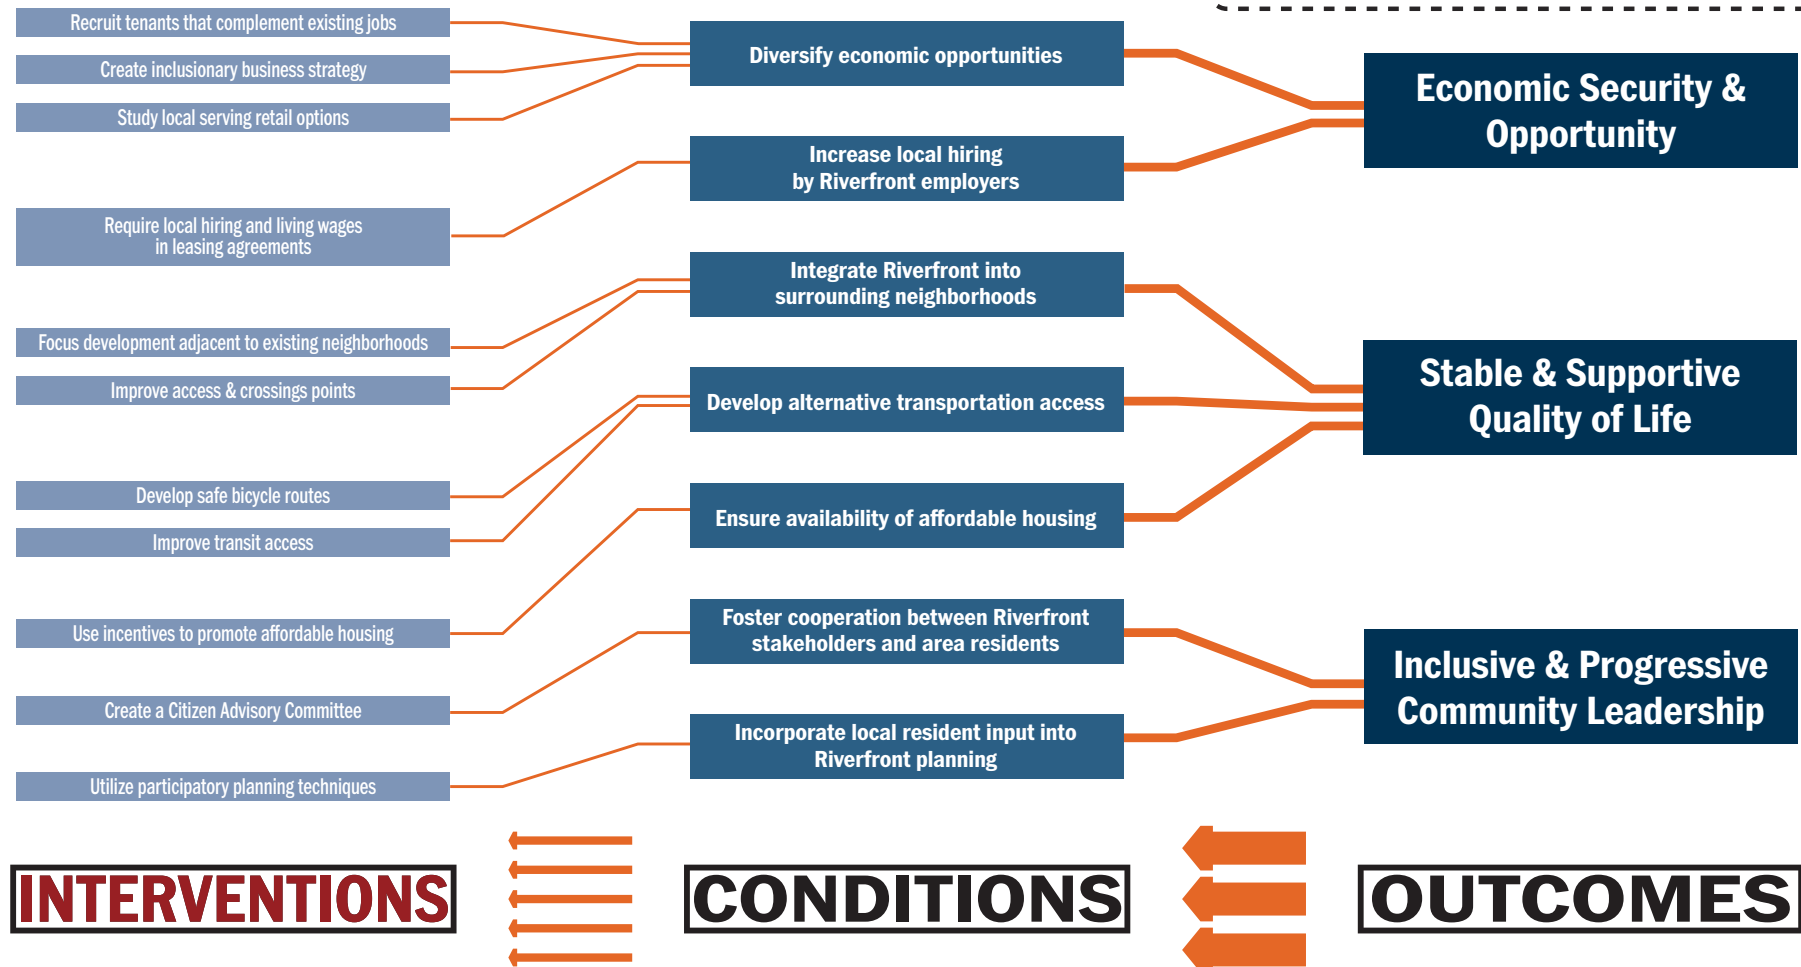 Recruit tenants that complement existing jobs
Create inclusionary business strategy
Study local serving retail options
Require local hiring and living wages
in leasing agreements
Focus development adjacent to existing neighborhoods
Improve access & crossings points
Develop safe bicycle routes
Improve transit access
Use incentives to promote affordable housing
Create a Citizen Advisory Committee
Utilize participatory planning techniques
INTERVENTIONS
Diversify economic opportunities
Increase local hiring
by Riverfront employers
Integrate Riverfront into
surrounding neighborhoods
Develop alternative transportation access
Ensure availability of affordable housing
Foster cooperation between Riverfront
stakeholders and area residents
Incorporate local resident input into
Riverfront planning
CONDITIONS
Economic Security &
Opportunity
Stable & Supportive
Quality of Life
Inclusive & Progressive
Community Leadership
OUTCOMES